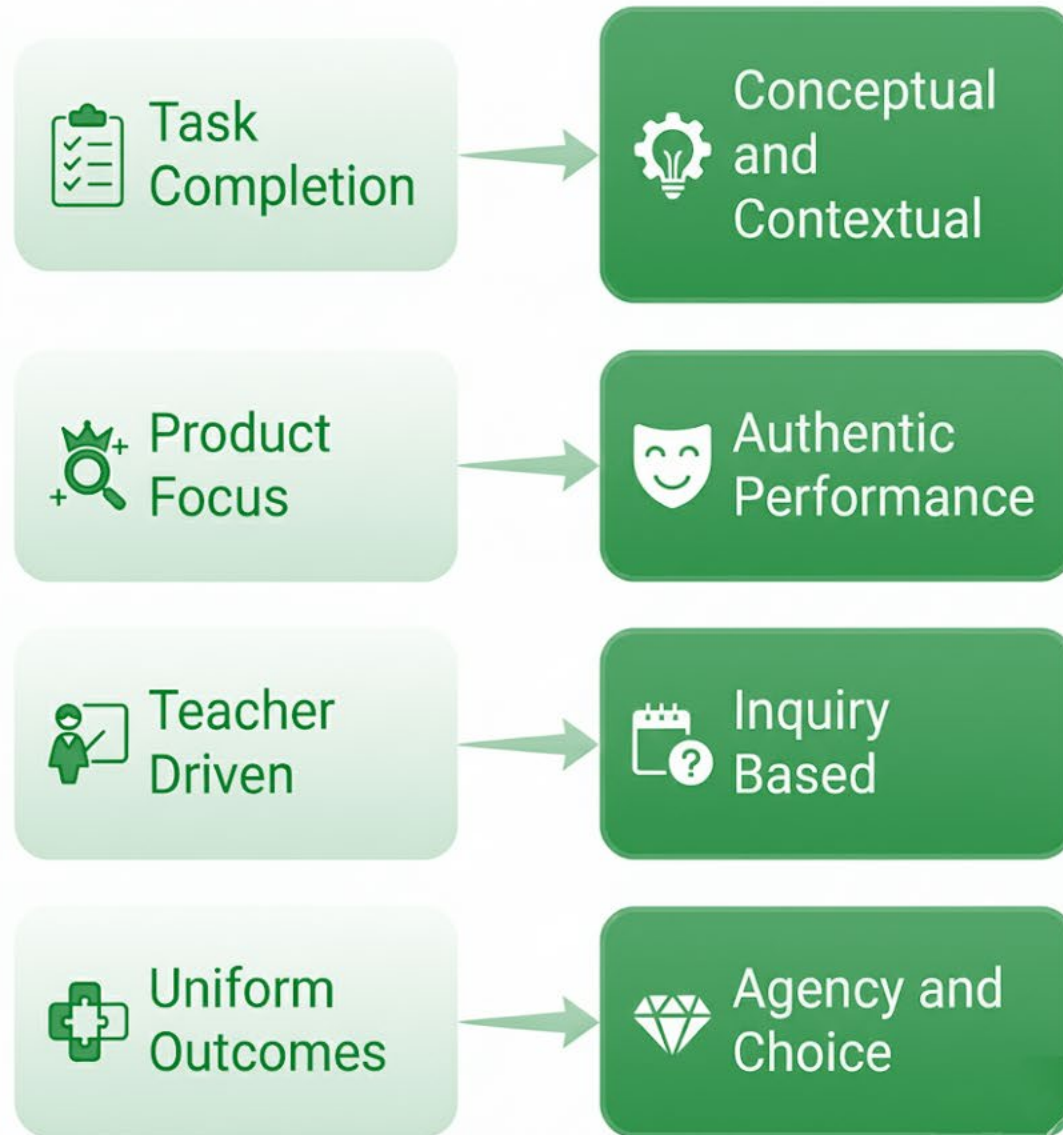 Task
Completion
Conceptual
and
Contextual
Product
Focus
Authentic
Performance
Teacher
Driven
Inquiry
Based
Uniform
Outcomes
Agency and
Choice